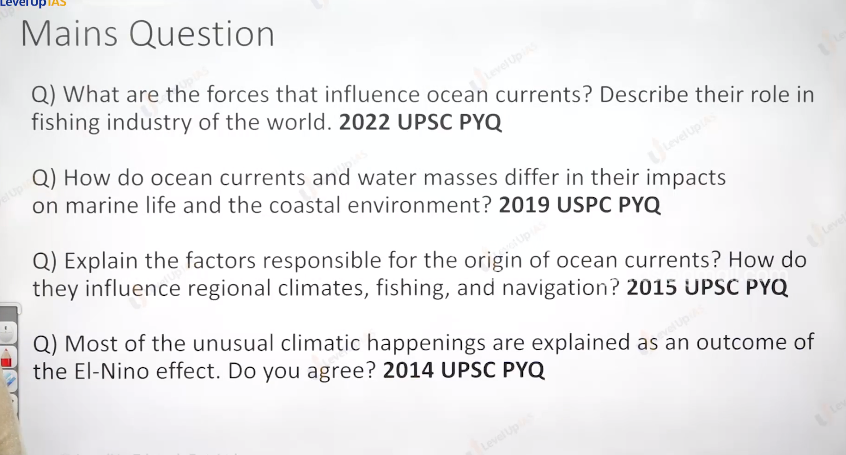 LevelUp IAS
Mains Question
Q) What are the forces that influence ocean currents? Describe their role in
fishing industry of the world. 2022 UPSC PYQ
Q) How do ocean currents and water masses differ in their impacts
on marine life and the coastal environment? 2019 USPC PYQ
Q) Explain the factors responsible for the origin of ocean currents? How do
they influence regional climates, fishing, and navigation? 2015 UPSC PYQ
Q) Most of the unusual climatic happenings are explained as an outcome of
the El-Nino effect. Do you agree? 2014 UPSC PYQ